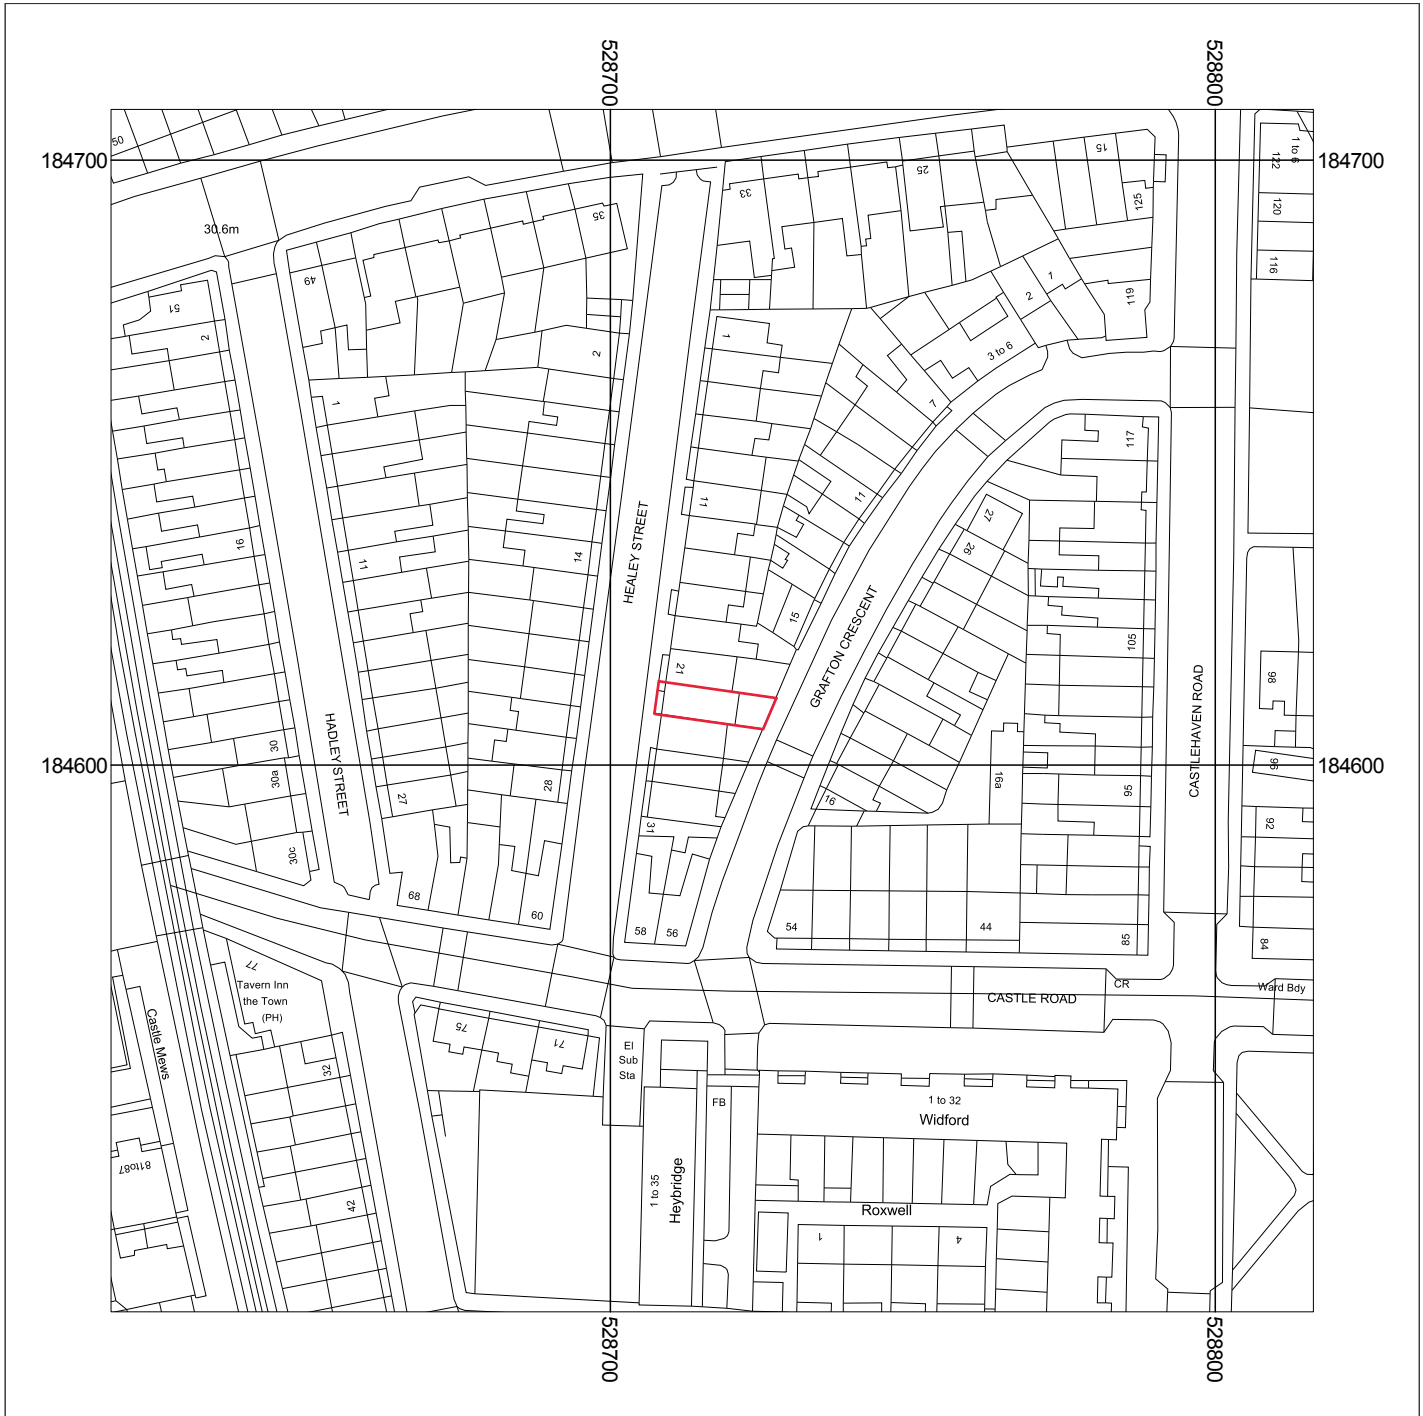 528700
528800
184700
184700
50
30.6m
33
25
15
125
1 to 6
122
120
116
35
49
51
2
2
1
1
2
1
119
3 to 6
7
117
1
11
11
27
26
16
14
11
HEALEY STREET
15
GRAFTON CRESCENT
105
21
98
CASTLEHAVEN ROAD
HADLEY STREET
30
30a
184600
184600
96
28
27
16
16a
95
92
31
30c
68
60
58
56
54
44
85
84
77
Tavern Inn
the Town
(PH)
CR
Ward Bdy
CASTLE ROAD
Castle Mews
75
71
El
Sub
Sta
32
FB
1 to 32
Widford
81to87
42
1 to 35
Heybridge
Roxwell
1
4
528700
528800